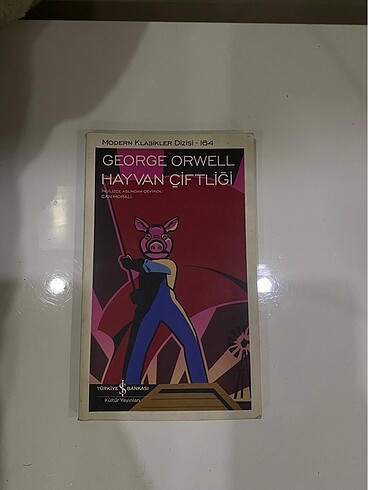 MODERN KLASİKLER DİZİSİ - 164
GEORGE ORWELL
HAYVAN ÇİFTLİĞİ
İNGİLİZCE ASLINDAN ÇEVİREN:
CAN MORALI
TÜRKİYE İŞ BANKASI
Kültür Yayınları